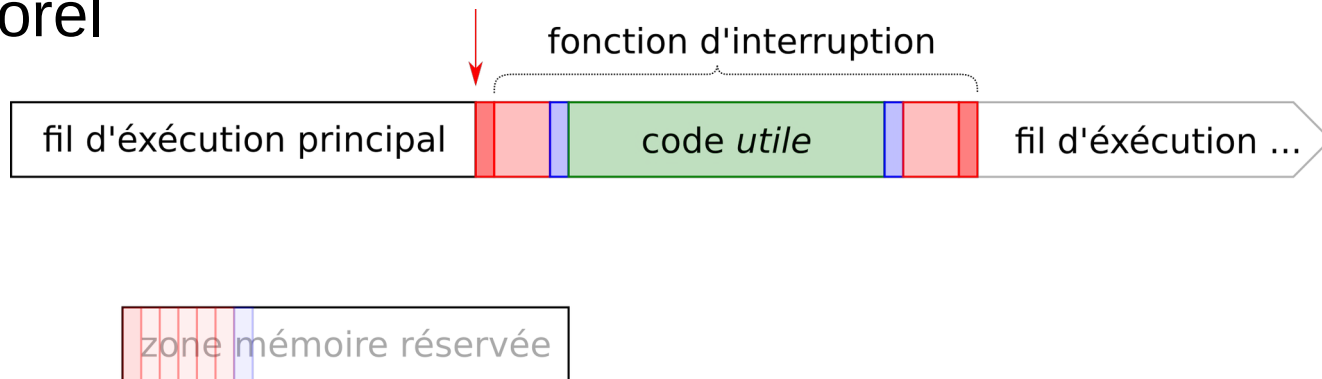 orel
fonction d'interruption
fil d'éxécution principal
code utile
fil d'éxécution ...
zone mémoire réservée